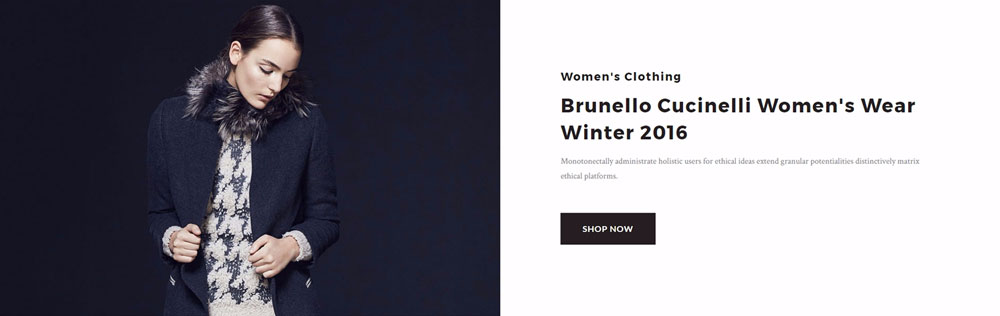 Women's Clothing
Brunello Cucinelli Women's Wear
Winter 2016
Monotonectally administrate holistic users for ethical ideas extend granular potentialities distinctively matrix
ethical platforms.
SHOP NOW